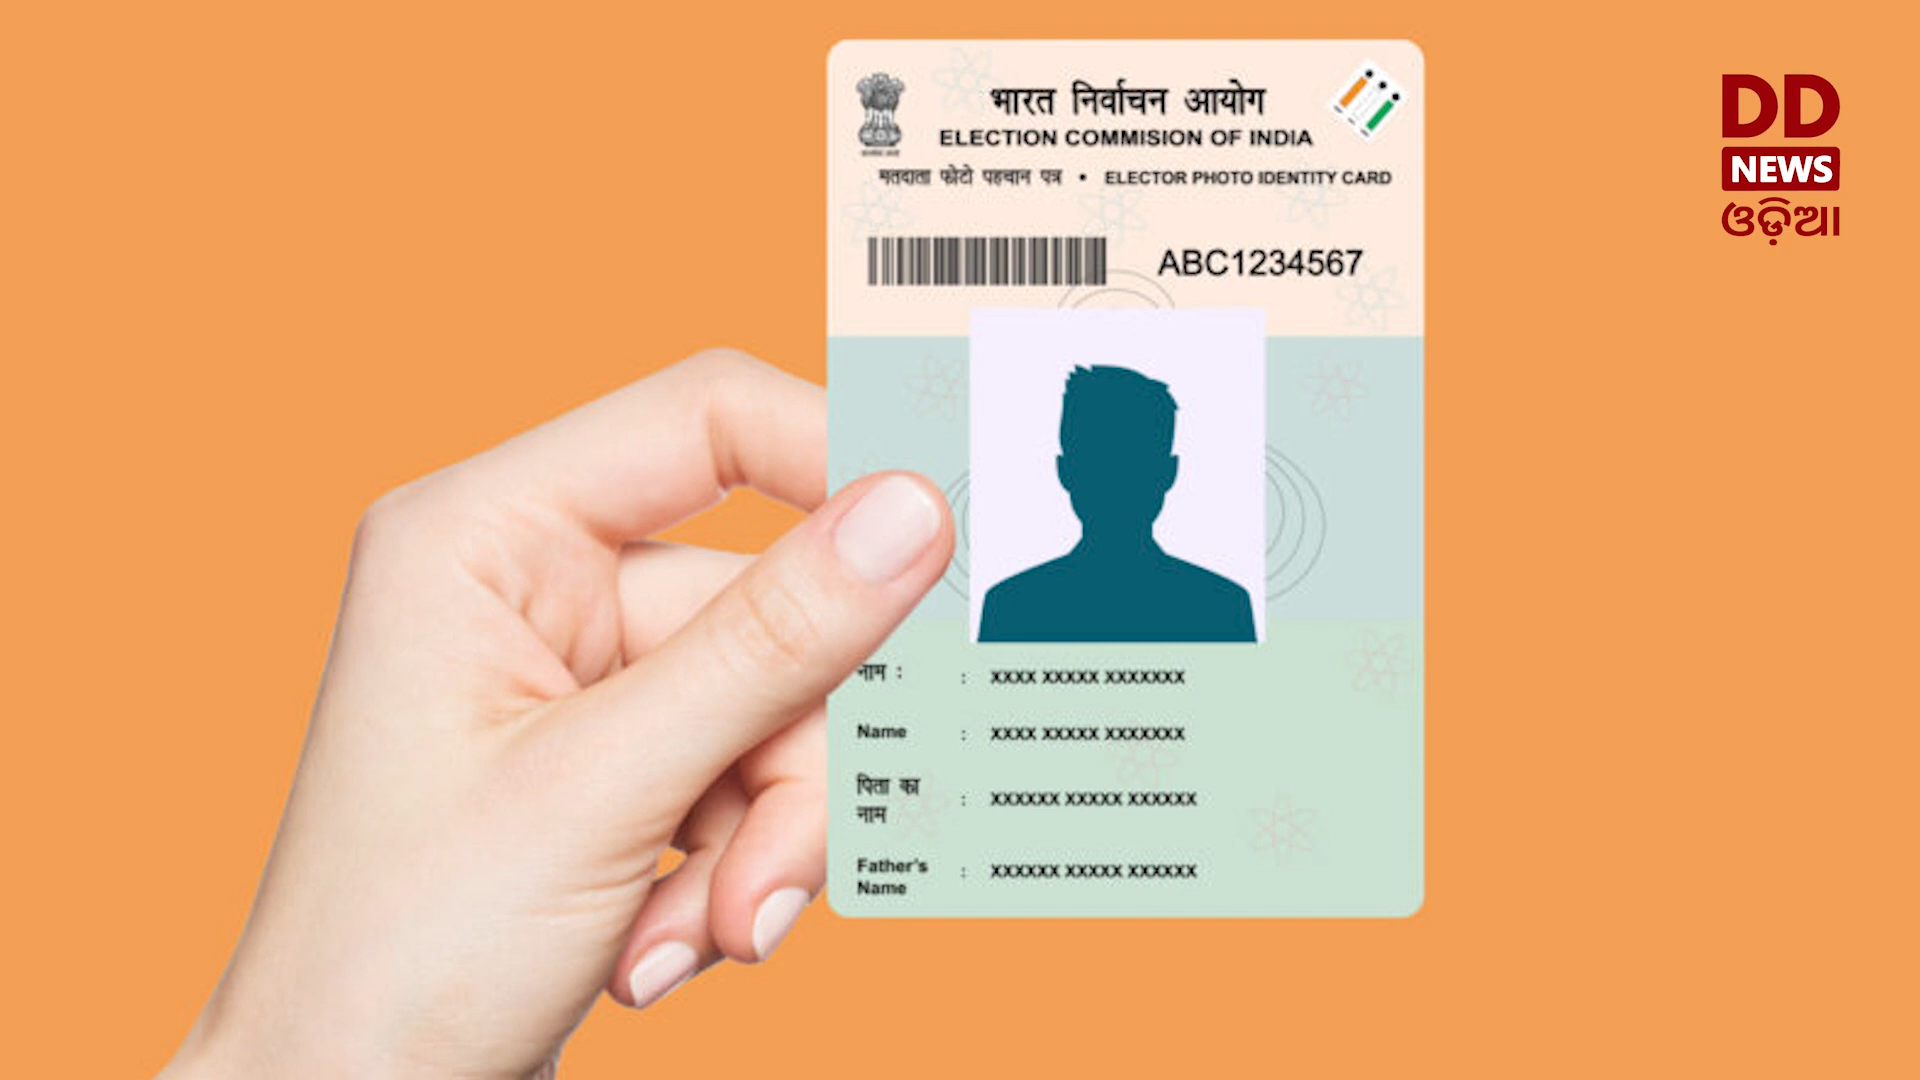 भारत निर्वाचन आयोग
ELECTION COMMISION OF INDIA
मतदाता फोटो पहचान पत्र • ELECTOR PHOTO IDENTITY CARD
ABC1234567
नाम : : XXXX XXXXX XXXXXXX
Name : XXXX XXXXX XXXXXXX
पिता का
नाम : XXXXXX XXXXX XXXXXX
Father's
Name : XXXXXX XXXXX XXXXXX
DD
NEWS
ଓଡ଼ିଆ